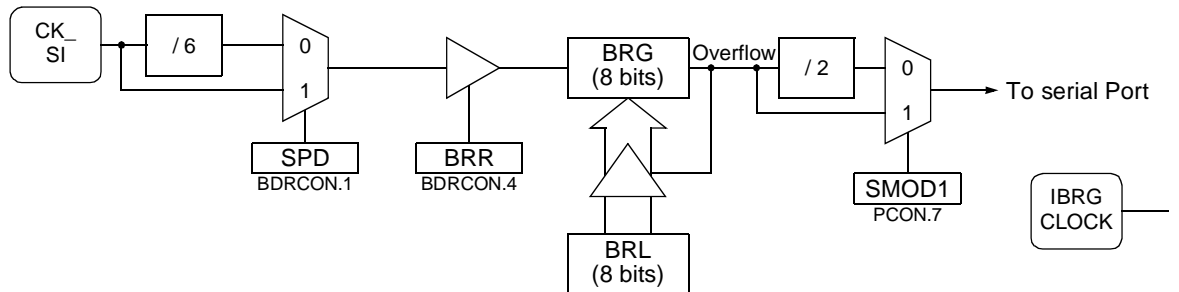 CK_
SI
/ 6
0
1
SPD
BDRCON.1
BRR
BDRCON.4
BRG
(8 bits)
Overflow
BRL
(8 bits)
/ 2
0
1
SMOD1
PCON.7
To serial Port
IBRG
CLOCK